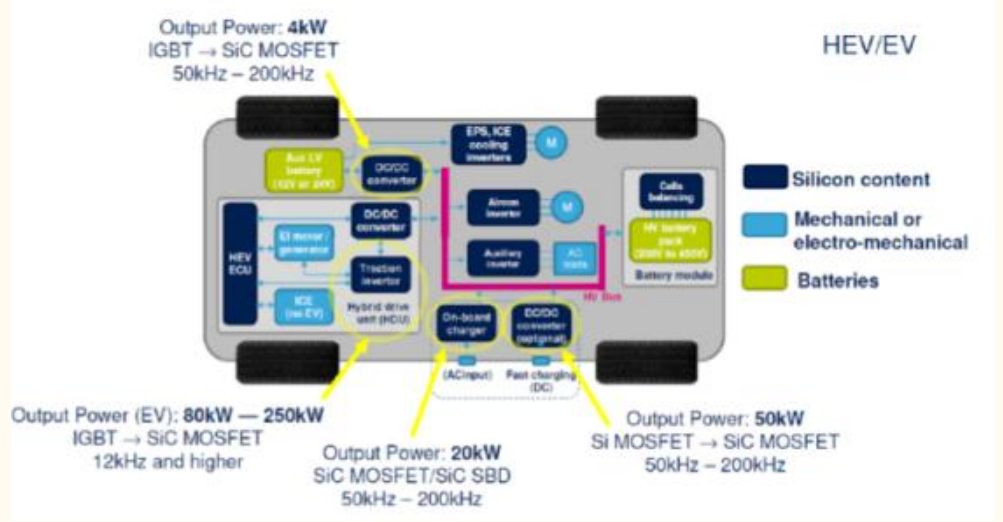 Output Power: 4kW
IGBT → SiC MOSFET
50kHz – 200kHz
HEV/EV
EPS, ICE
cooling
inverters
M
Aux LV
battery
(12V or 24V)
DC/DC
converter
Cells
balancing
Silicon content
Aircon
inverter
M
DC/DC
converter
HEV
ECU
El motor /
generator
Mechanical or
electro-mechanical
HV battery
pack
Traction
inverter
Auxiliary
inverter
AC
Battery module
Batteries
ICE
(no EV)
Hybrid drive
unit (HDU)
HV Bus
On-board
charger
DC/DC
converter
(optional)
(ACinput)
Fast charging
(DC)
Output Power (EV): 80kW — 250kW
IGBT → SiC MOSFET
12kHz and higher
Output Power: 20kW
SiC MOSFET/SiC SBD
50kHz – 200kHz
Output Power: 50kW
Si MOSFET → SiC MOSFET
50kHz – 200kHz